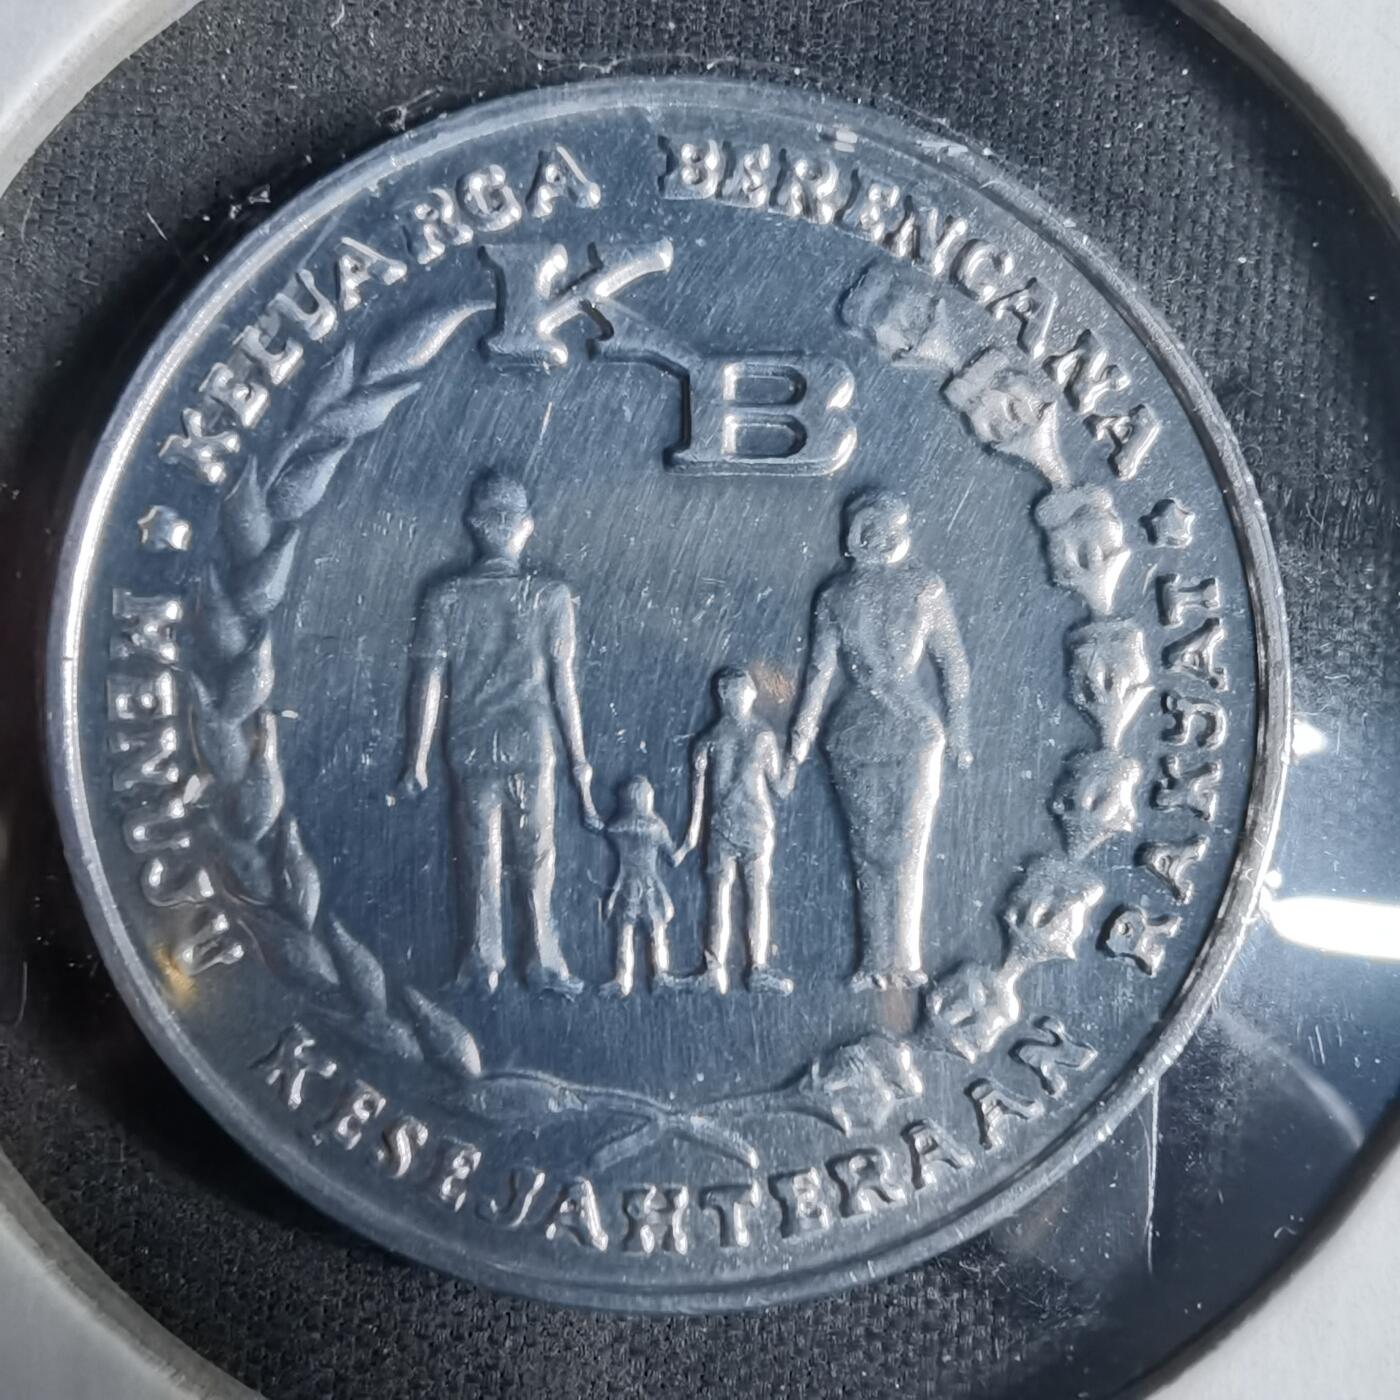 KELUARGA BERENCANA
KB
MENUJU KESEJAHTERAAN RAKYAT